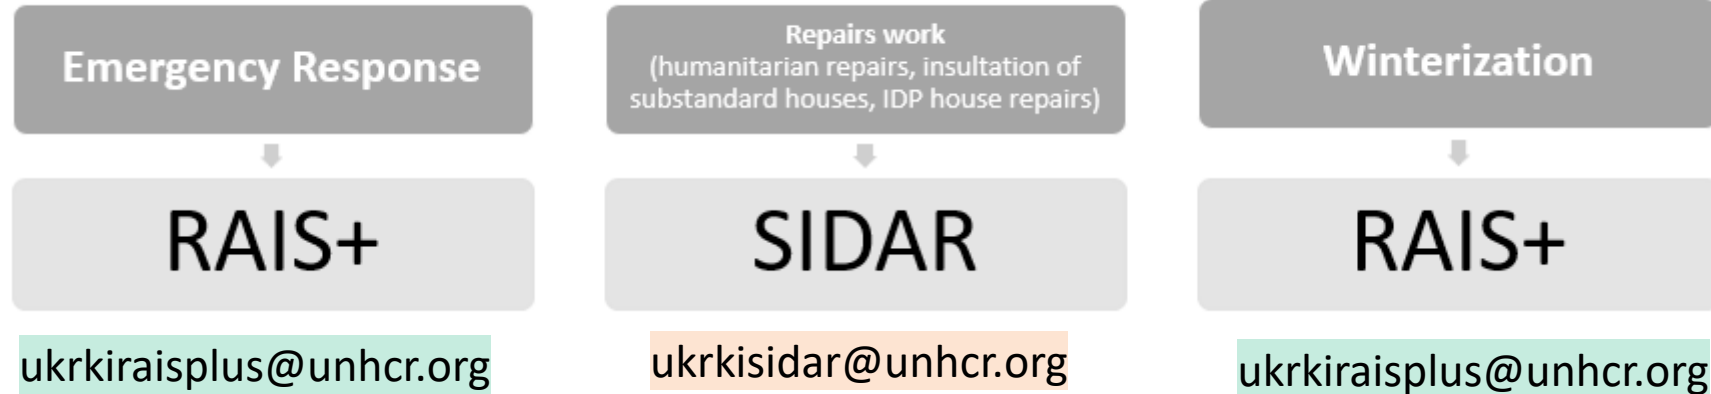 Emergency Response
RAIS+
ukrkiraisplus@unhcr.org
Repairs work
(humanitarian repairs, insultation of
substandard houses, IDP house repairs)
SIDAR
ukrkisidar@unhcr.org
Winterization
RAIS+
ukrkiraisplus@unhcr.org